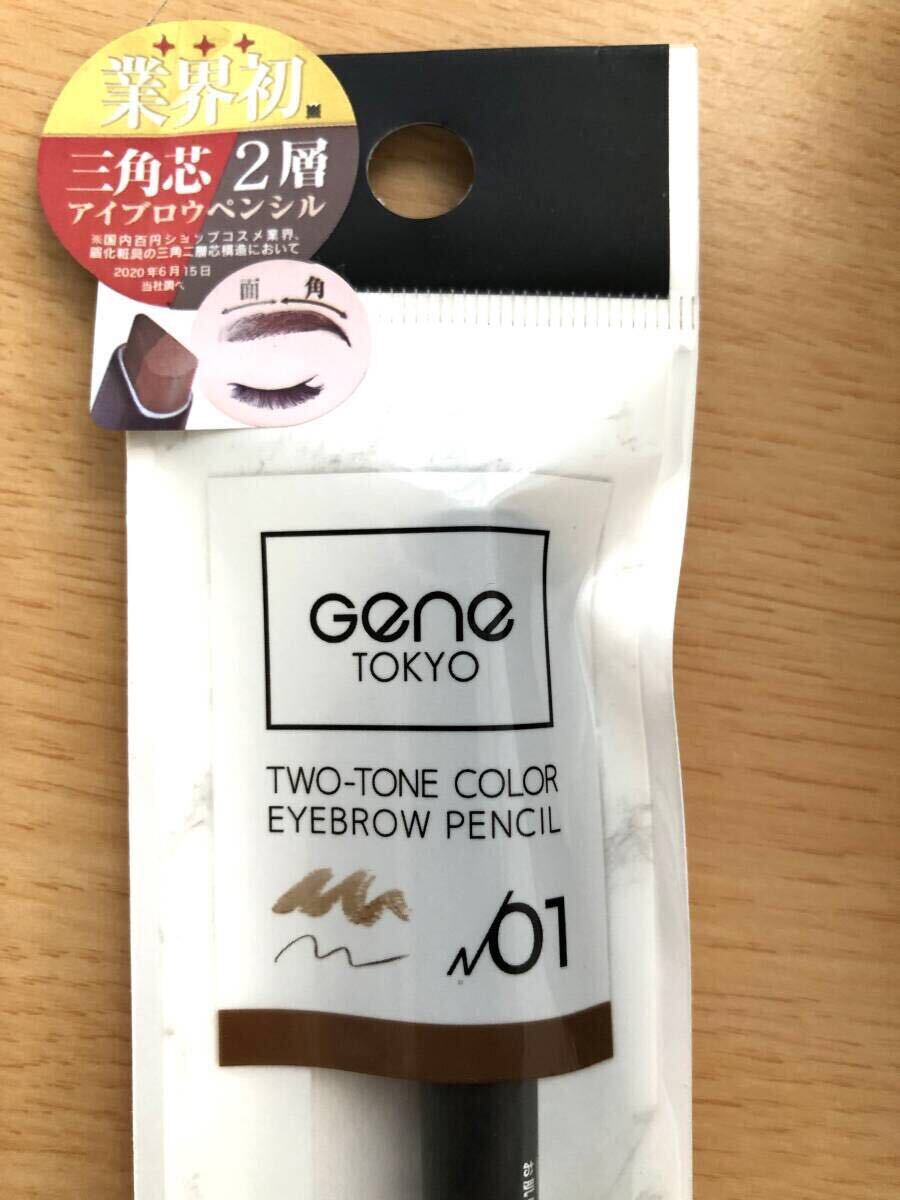 業界初※
三角芯 2層
アイブロウペンシル
※国内百円ショップコスメ業界、
眉化粧具の三角二層芯構造において
2020年6月15日
当社調べ
面 角
Gene
TOKYO
TWO-TONE COLOR
EYEBROW PENCIL
N01